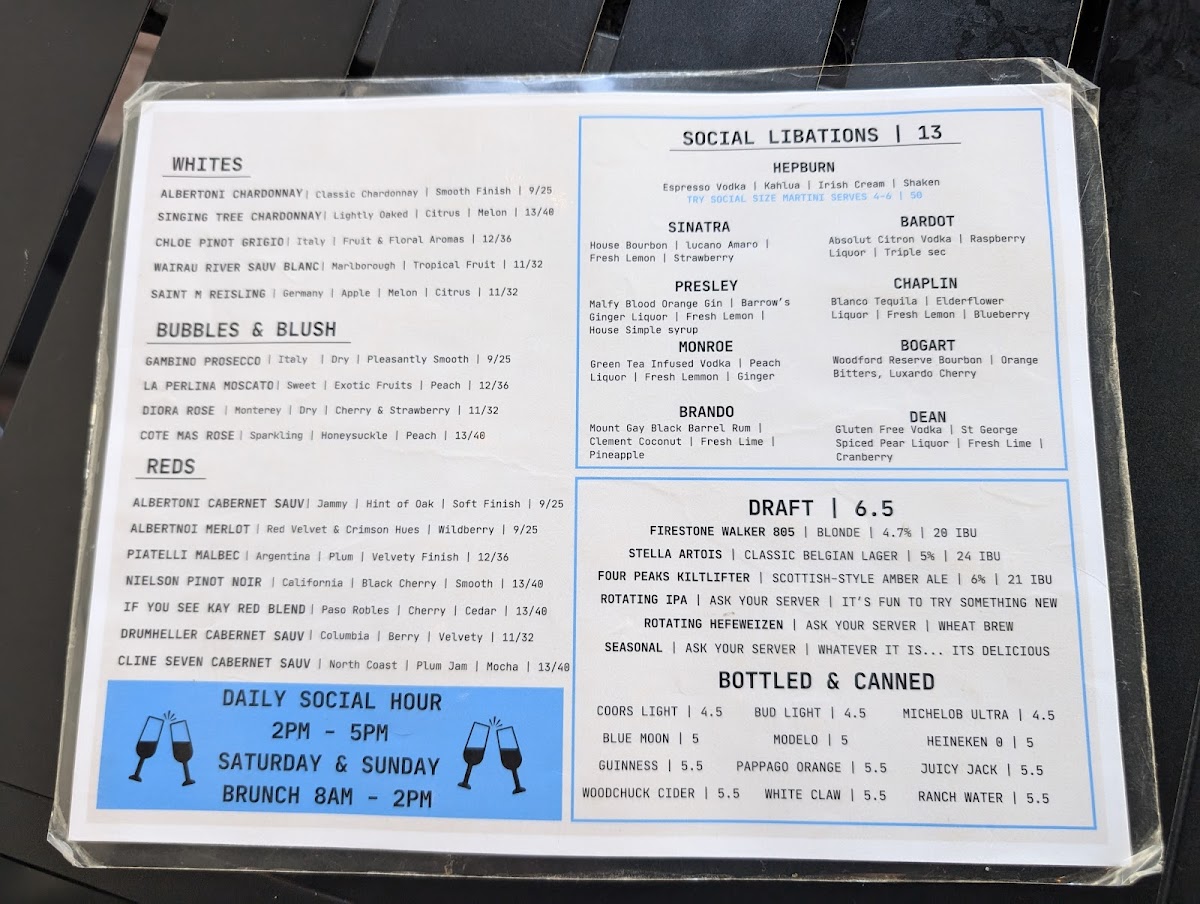 WHITES
ALBERTONI CHARDONNAY | Classic Chardonnay | Smooth Finish | 9/25
SINGING TREE CHARDONNAY | Lightly Oaked | Citrus | Melon | 13/40
CHLOE PINOT GRIGIO | Italy | Fruit & Floral Aromas | 12/36
WAIRAU RIVER SAUV BLANC | Marlborough | Tropical Fruit | 11/32
SAINT M REISLING | Germany | Apple | Melon | Citrus | 11/32
BUBBLES & BLUSH
GAMBINO PROSECCO | Italy | Dry | Pleasantly Smooth | 9/25
LA PERLINA MOSCATO | Sweet | Exotic Fruits | Peach | 12/36
DIORA ROSE | Monterey | Dry | Cherry & Strawberry | 11/32
COTE MAS ROSE | Sparkling | Honeysuckle | Peach | 13/40
REDS
ALBERTONI CABERNET SAUV | Jammy | Hint of Oak | Soft Finish | 9/25
ALBERTNOI MERLOT | Red Velvet & Crimson Hues | Wildberry | 9/25
PIATELLI MALBEC | Argentina | Plum | Velvety Finish | 12/36
NIELSON PINOT NOIR | California | Black Cherry | Smooth | 13/40
IF YOU SEE KAY RED BLEND | Paso Robles | Cherry | Cedar | 13/40
DRUMHELLER CABERNET SAUV | Columbia | Berry | Velvety | 11/32
CLINE SEVEN CABERNET SAUV | North Coast | Plum Jam | Mocha | 13/40
DAILY SOCIAL HOUR
2PM - 5PM
SATURDAY & SUNDAY
BRUNCH 8AM - 2PM
SOCIAL LIBATIONS | 13
HEPBURN
Espresso Vodka | Kahlua | Irish Cream | Shaken
TRY SOCIAL SIZE MARTINI SERVES 4-6 | 50
SINATRA
House Bourbon | lucano Amaro |
Fresh Lemon | Strawberry
BARDOT
Absolut Citron Vodka | Raspberry
Liquor | Triple sec
PRESLEY
Malfy Blood Orange Gin | Barrow's
Ginger Liquor | Fresh Lemon |
House Simple syrup
CHAPLIN
Blanco Tequila | Elderflower
Liquor | Fresh Lemon | Blueberry
MONROE
Green Tea Infused Vodka | Peach
Liquor | Fresh Lemmon | Ginger
BOGART
Woodford Reserve Bourbon | Orange
Bitters, Luxardo Cherry
BRANDO
Mount Gay Black Barrel Rum |
Clement Coconut | Fresh Lime |
Pineapple
DEAN
Gluten Free Vodka | St George
Spiced Pear Liquor | Fresh Lime |
Cranberry
DRAFT | 6.5
FIRESTONE WALKER 805 | BLONDE | 4.7% | 20 IBU
STELLA ARTOIS | CLASSIC BELGIAN LAGER | 5% | 24 IBU
FOUR PEAKS KILTLIFTER | SCOTTISH-STYLE AMBER ALE | 6% | 21 IBU
ROTATING IPA | ASK YOUR SERVER | IT'S FUN TO TRY SOMETHING NEW
ROTATING HEFEWEIZEN | ASK YOUR SERVER | WHEAT BREW
SEASONAL | ASK YOUR SERVER | WHATEVER IT IS... ITS DELICIOUS
BOTTLED & CANNED
COORS LIGHT | 4.5 BUD LIGHT | 4.5 MICHELOB ULTRA | 4.5
BLUE MOON | 5 MODELO | 5 HEINEKEN 0 | 5
GUINNESS | 5.5 PAPPAGO ORANGE | 5.5 JUICY JACK | 5.5
WOODCHUCK CIDER | 5.5 WHITE CLAW | 5.5 RANCH WATER | 5.5